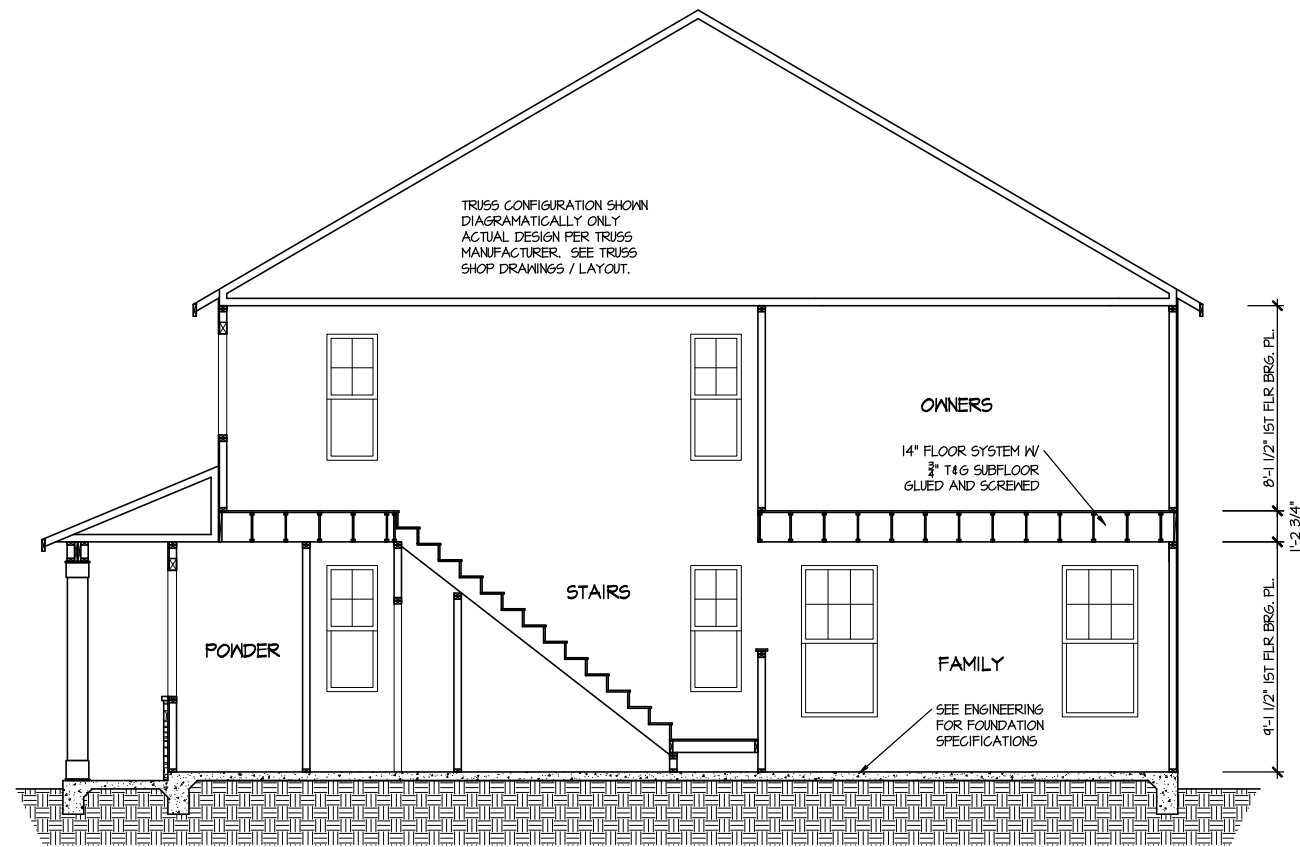 TRUSS CONFIGURATION SHOWN
DIAGRAMATICALLY ONLY
ACTUAL DESIGN PER TRUSS
MANUFACTURER. SEE TRUSS
SHOP DRAWINGS / LAYOUT.
8'-1 1/2" 1ST FLR BRG. PL.
OWNERS
14" FLOOR SYSTEM W/
3/4" T&G SUBFLOOR
GLUED AND SCREWED
1'-2 3/4"
STAIRS
POWDER
FAMILY
9'-1 1/2" 1ST FLR BRG. PL.
SEE ENGINEERING
FOR FOUNDATION
SPECIFICATIONS